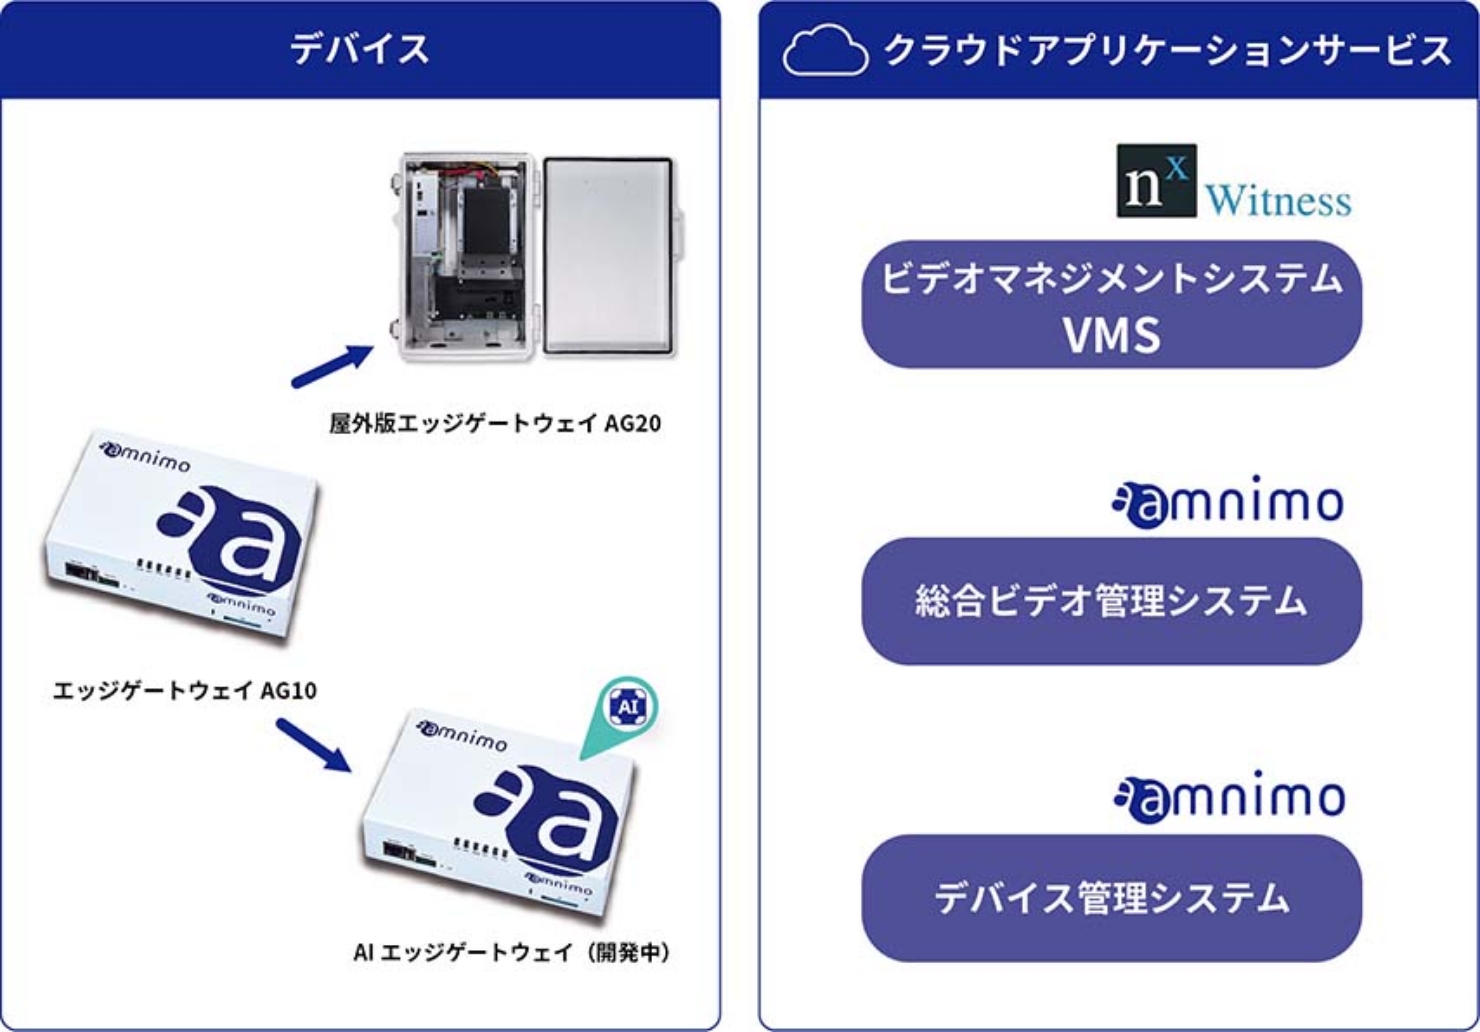 デバイス
屋外版エッジゲートウェイ AG20
amnimo
a
amnimo
エッジゲートウェイ AG10
AI
amnimo
a
amnimo
AI エッジゲートウェイ（開発中）
クラウドアプリケーションサービス
nx Witness
ビデオマネジメントシステム
VMS
amnimo
総合ビデオ管理システム
amnimo
デバイス管理システム